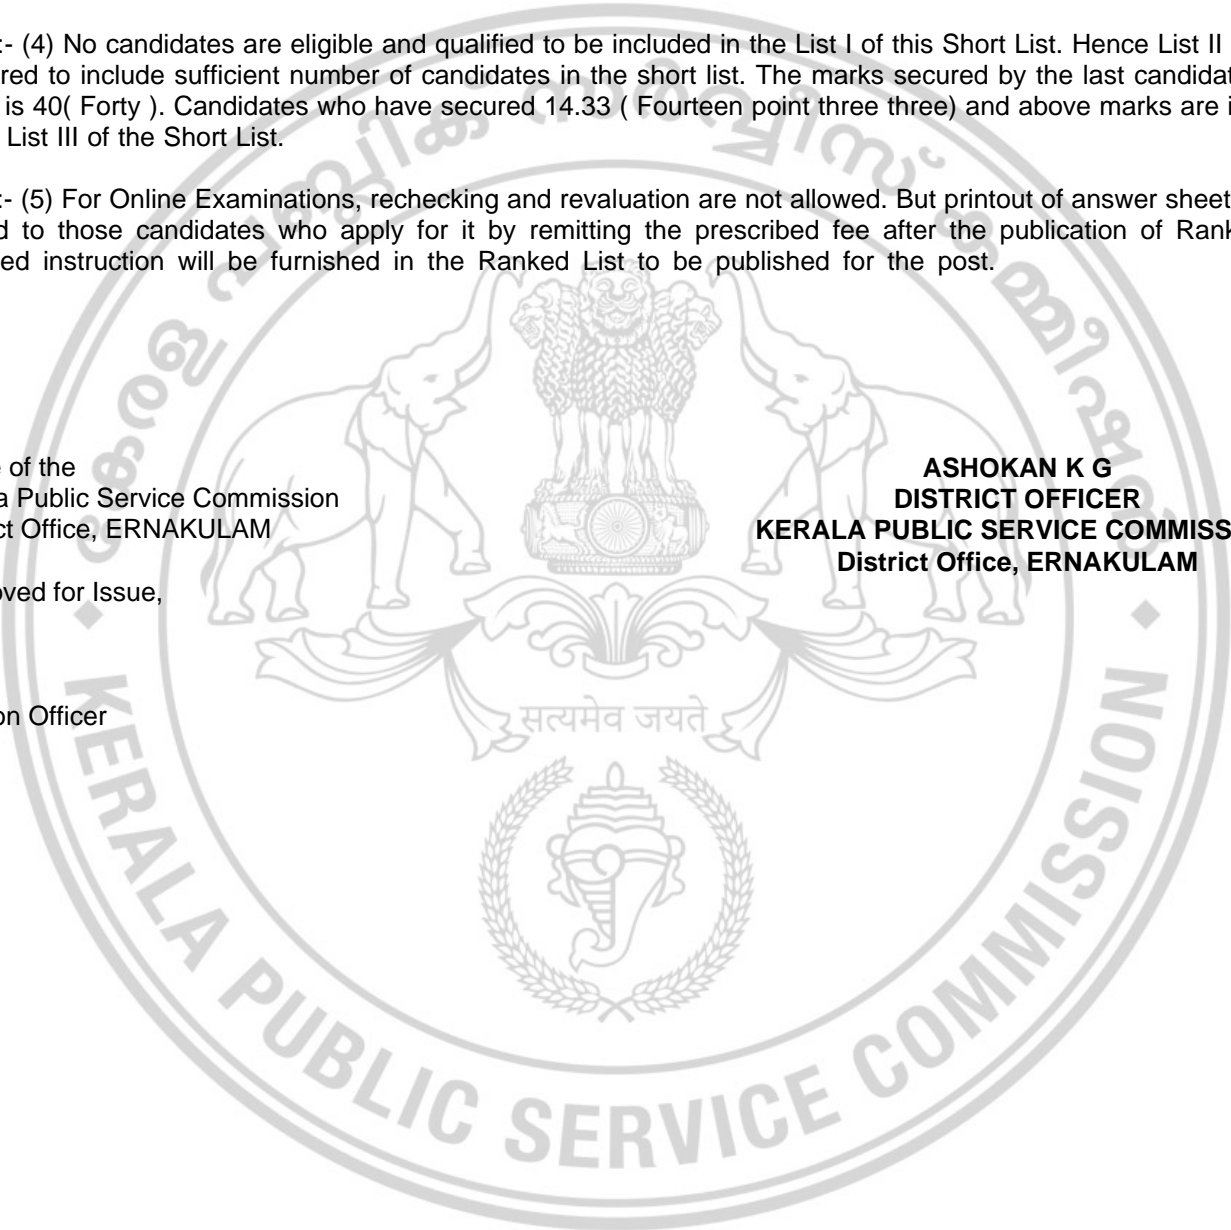 :- (4) No candidates are eligible and qualified to be included in the List I of this Short List. Hence List II
red to include sufficient number of candidates in the short list. The marks secured by the last candidat
is 40( Forty ). Candidates who have secured 14.33 ( Fourteen point three three) and above marks are i
List III of the Short List.
:- (5) For Online Examinations, rechecking and revaluation are not allowed. But printout of answer sheet
d to those candidates who apply for it by remitting the prescribed fee after the publication of Rank
ed instruction will be furnished in the Ranked List to be published for the post.
e of the
a Public Service Commission
ct Office, ERNAKULAM
oved for Issue,
on Officer
ASHOKAN K G
DISTRICT OFFICER
KERALA PUBLIC SERVICE COMMISS
District Office, ERNAKULAM
കേരള പബ്ലിക് സർവ്വീസ് കമ്മിഷൻ
सत्यमेव जयते
KERALA PUBLIC SERVICE COMMISSION